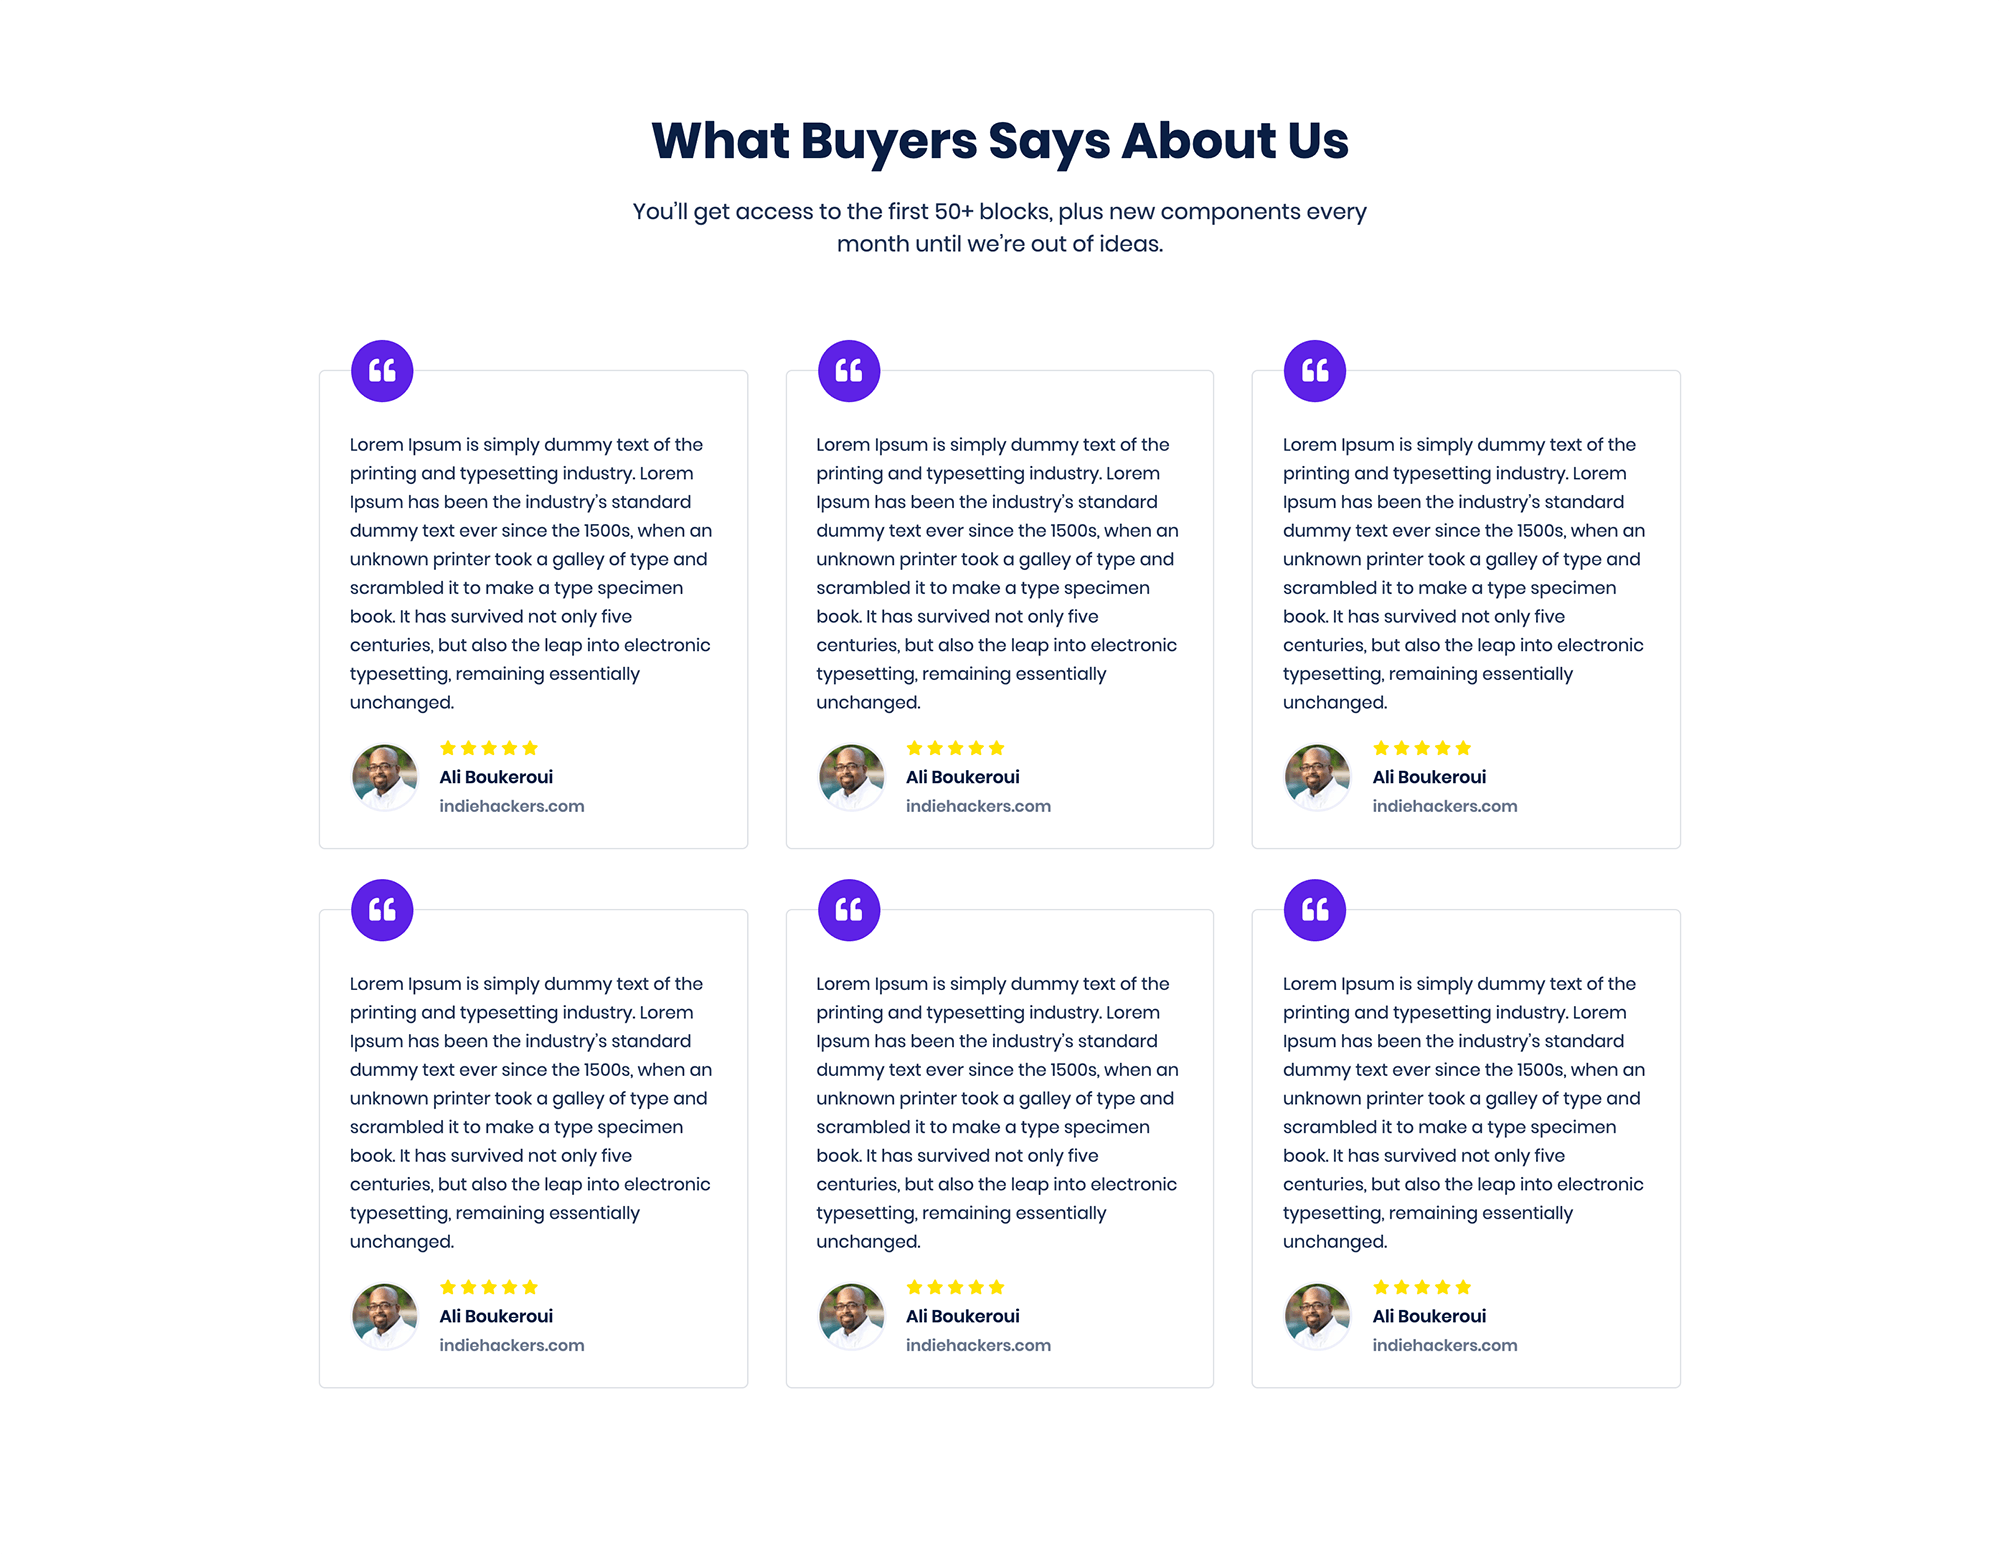 What Buyers Says About Us
You’ll get access to the first 50+ blocks, plus new components every
month until we’re out of ideas.
Lorem Ipsum is simply dummy text of the
printing and typesetting industry. Lorem
Ipsum has been the industry’s standard
dummy text ever since the 1500s, when an
unknown printer took a galley of type and
scrambled it to make a type specimen
book. It has survived not only five
centuries, but also the leap into electronic
typesetting, remaining essentially
unchanged.
Ali Boukeroui
indiehackers.com
Lorem Ipsum is simply dummy text of the
printing and typesetting industry. Lorem
Ipsum has been the industry’s standard
dummy text ever since the 1500s, when an
unknown printer took a galley of type and
scrambled it to make a type specimen
book. It has survived not only five
centuries, but also the leap into electronic
typesetting, remaining essentially
unchanged.
Ali Boukeroui
indiehackers.com
Lorem Ipsum is simply dummy text of the
printing and typesetting industry. Lorem
Ipsum has been the industry’s standard
dummy text ever since the 1500s, when an
unknown printer took a galley of type and
scrambled it to make a type specimen
book. It has survived not only five
centuries, but also the leap into electronic
typesetting, remaining essentially
unchanged.
Ali Boukeroui
indiehackers.com
Lorem Ipsum is simply dummy text of the
printing and typesetting industry. Lorem
Ipsum has been the industry’s standard
dummy text ever since the 1500s, when an
unknown printer took a galley of type and
scrambled it to make a type specimen
book. It has survived not only five
centuries, but also the leap into electronic
typesetting, remaining essentially
unchanged.
Ali Boukeroui
indiehackers.com
Lorem Ipsum is simply dummy text of the
printing and typesetting industry. Lorem
Ipsum has been the industry’s standard
dummy text ever since the 1500s, when an
unknown printer took a galley of type and
scrambled it to make a type specimen
book. It has survived not only five
centuries, but also the leap into electronic
typesetting, remaining essentially
unchanged.
Ali Boukeroui
indiehackers.com
Lorem Ipsum is simply dummy text of the
printing and typesetting industry. Lorem
Ipsum has been the industry’s standard
dummy text ever since the 1500s, when an
unknown printer took a galley of type and
scrambled it to make a type specimen
book. It has survived not only five
centuries, but also the leap into electronic
typesetting, remaining essentially
unchanged.
Ali Boukeroui
indiehackers.com